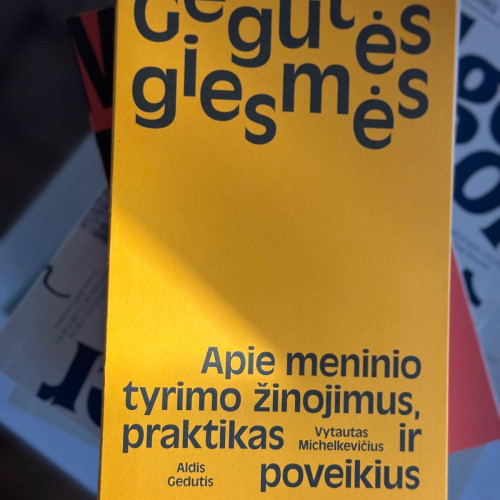 Gegutės
giesmės
Apie meninio
tyrimo žinojimus,
praktikas Vytautas Michelkevičius ir
Aldis Gedutis poveikius